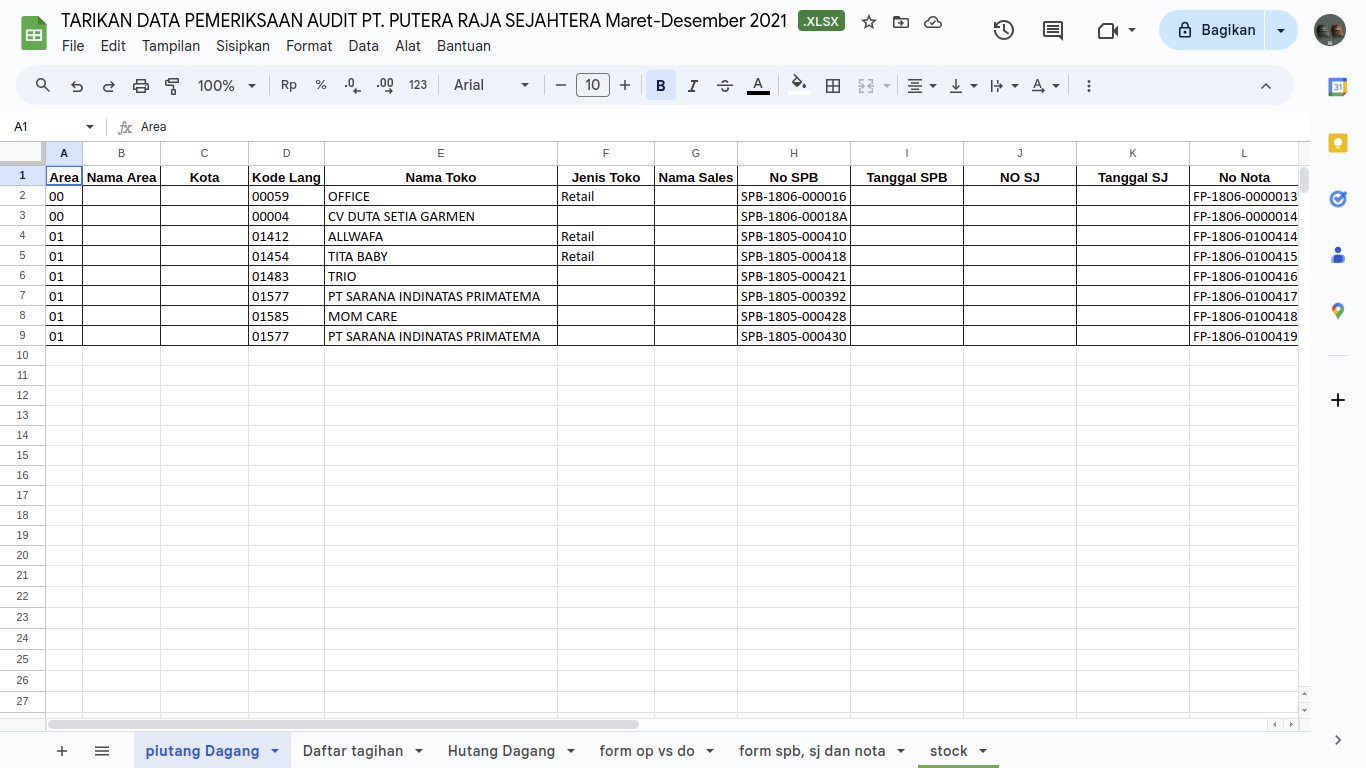 TARIKAN DATA PEMERIKSAAN AUDIT PT. PUTERA RAJA SEJAHTERA Maret-Desember 2021 .XLSX
File Edit Tampilan Sisipkan Format Data Alat Bantuan
Bagikan
100% Rp % .0 .00 123 Arial 10 B I A A
31
A1 fx Area
A B C D E F G H I J K L
1 Area Nama Area Kota Kode Lang Nama Toko Jenis Toko Nama Sales No SPB Tanggal SPB NO SJ Tanggal SJ No Nota
2 00 00059 OFFICE Retail SPB-1806-000016 FP-1806-0000013
3 00 00004 CV DUTA SETIA GARMEN SPB-1806-00018A FP-1806-0000014
4 01 01412 ALLWAFA Retail SPB-1805-000410 FP-1806-0100414
5 01 01454 TITA BABY Retail SPB-1805-000418 FP-1806-0100415
6 01 01483 TRIO SPB-1805-000421 FP-1806-0100416
7 01 01577 PT SARANA INDINATAS PRIMATEMA SPB-1805-000392 FP-1806-0100417
8 01 01585 MOM CARE SPB-1805-000428 FP-1806-0100418
9 01 01577 PT SARANA INDINATAS PRIMATEMA SPB-1805-000430 FP-1806-0100419
10
11
12
13
14
15
16
17
18
19
20
21
22
23
24
25
26
27
piutang Dagang Daftar tagihan Hutang Dagang form op vs do form spb, sj dan nota stock